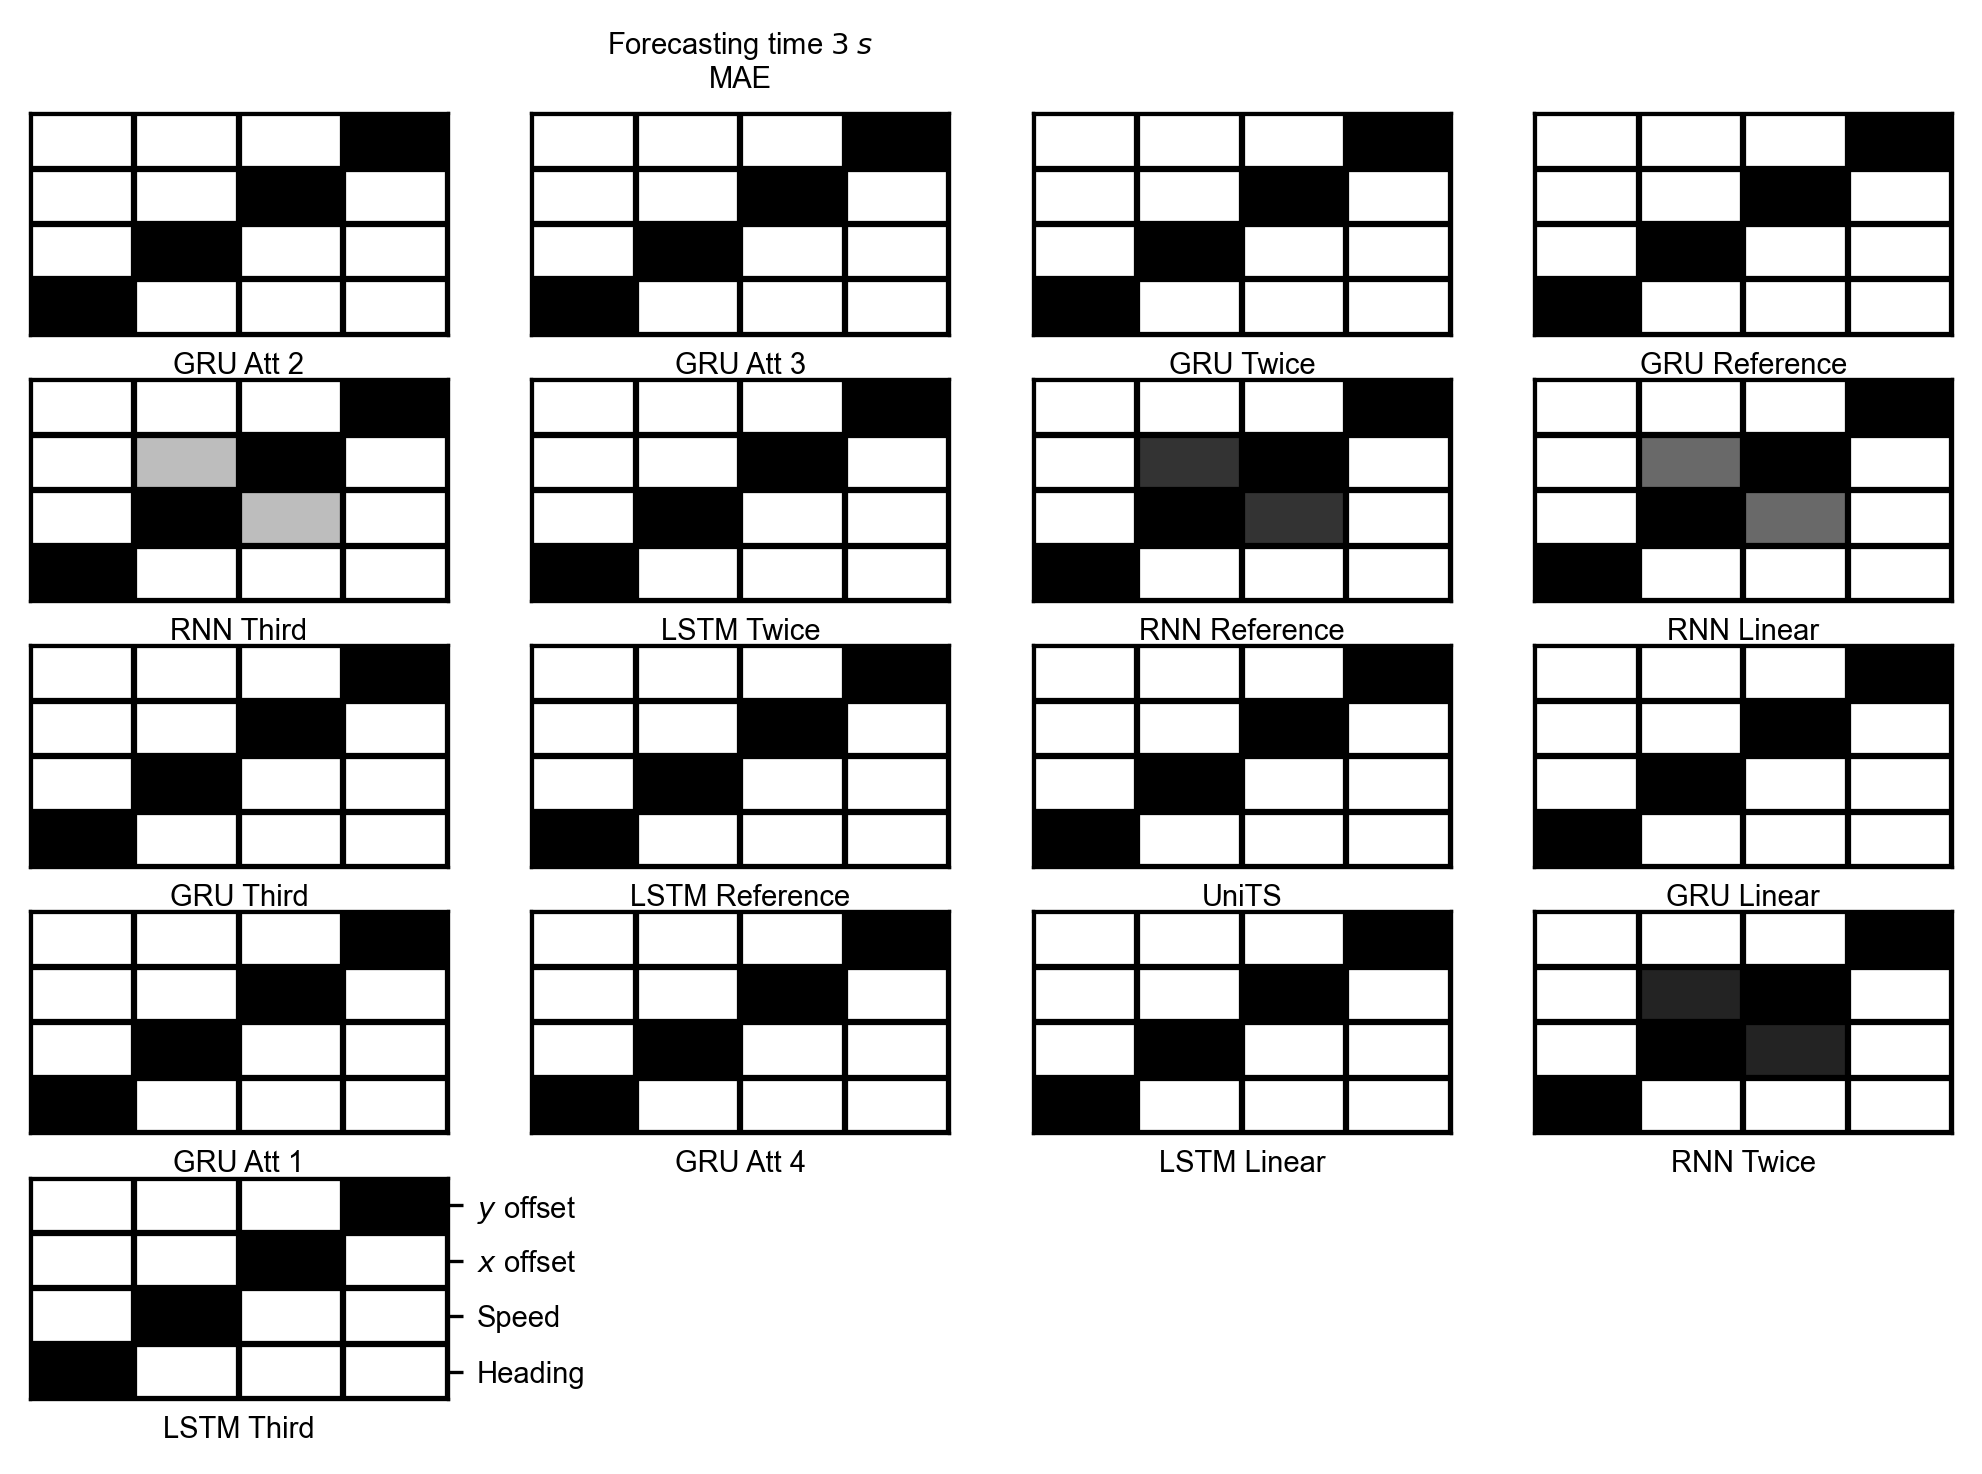 Forecasting time 3 s
MAE
GRU Att 2
GRU Att 3
GRU Twice
GRU Reference
RNN Third
LSTM Twice
RNN Reference
RNN Linear
GRU Third
LSTM Reference
UniTS
GRU Linear
GRU Att 1
GRU Att 4
LSTM Linear
RNN Twice
y offset
x offset
Speed
Heading
LSTM Third